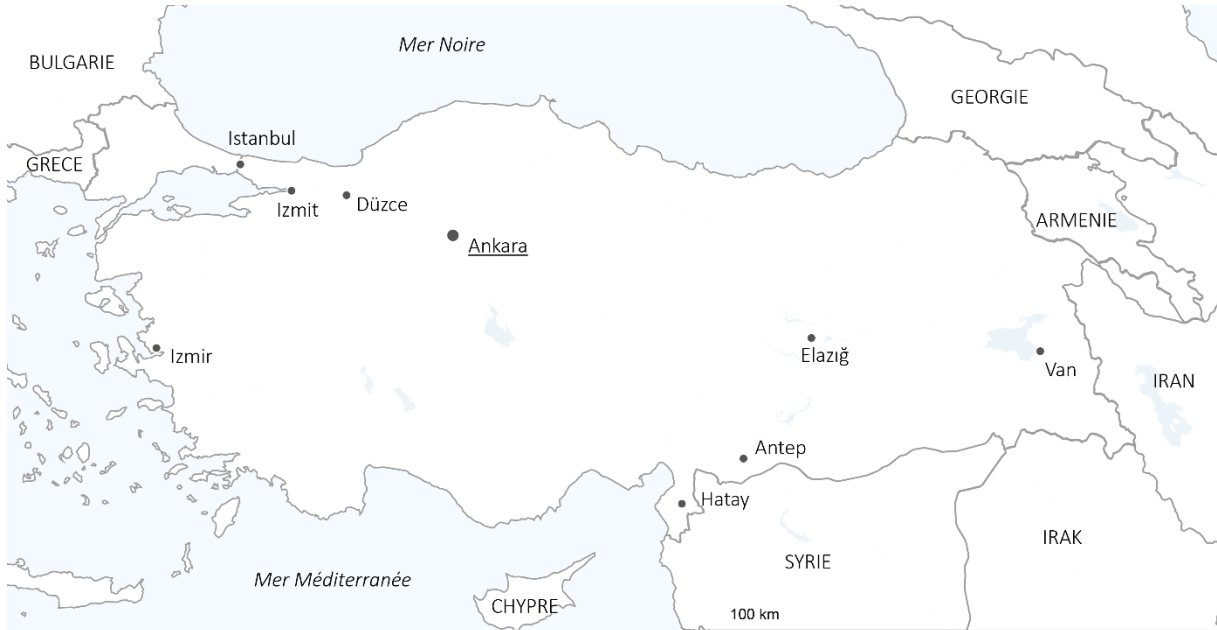 Mer Noire
BULGARIE
GEORGIE
Istanbul
GRECE
Izmit
Düzce
ARMENIE
Ankara
Izmir
Elazığ
Van
IRAN
Antep
Hatay
IRAK
SYRIE
Mer Méditerranée
CHYPRE
100 km